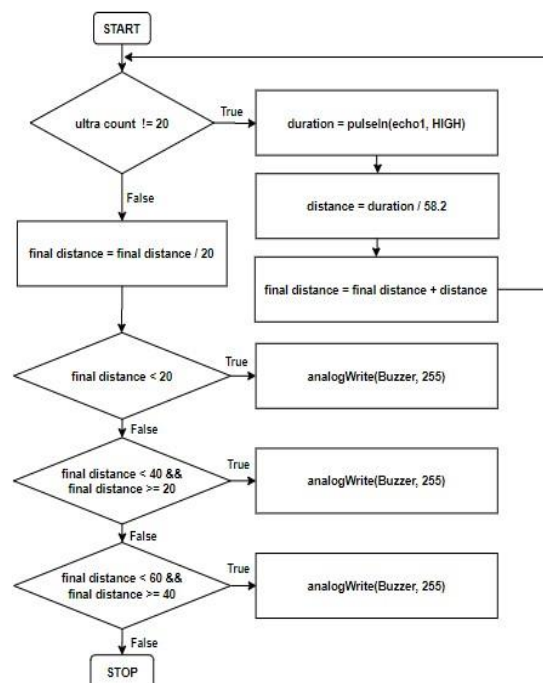 START
ultra count != 20
True
duration = pulseIn(echo1, HIGH)
False
distance = duration / 58.2
final distance = final distance / 20
final distance = final distance + distance
final distance < 20
True
analogWrite(Buzzer, 255)
False
final distance < 40 &&
final distance >= 20
True
analogWrite(Buzzer, 255)
False
final distance < 60 &&
final distance >= 40
True
analogWrite(Buzzer, 255)
False
STOP